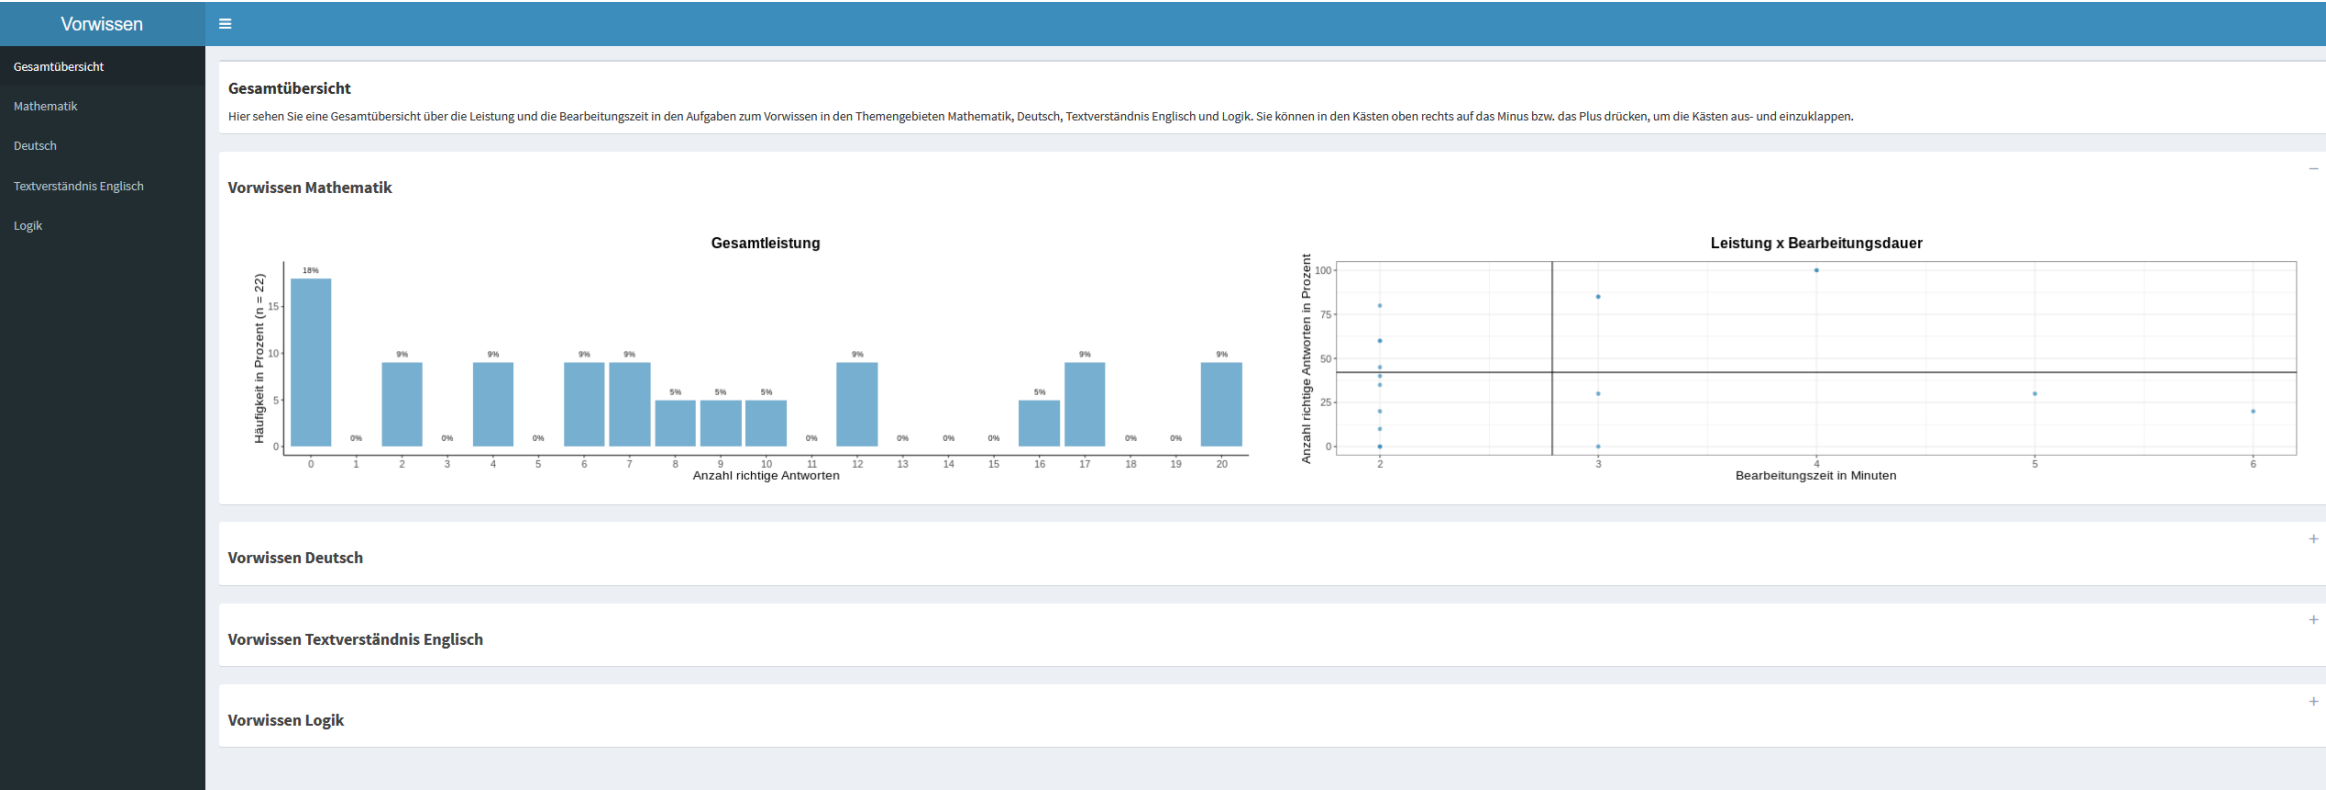 Vorwissen
Gesamtübersicht
Mathematik
Deutsch
Textverständnis Englisch
Logik
Gesamtübersicht
Hier sehen Sie eine Gesamtübersicht über die Leistung und die Bearbeitungszeit in den Aufgaben zum Vorwissen in den Themengebieten Mathematik, Deutsch, Textverständnis Englisch und Logik. Sie können in den Kästen oben rechts auf das Minus bzw. das Plus drücken, um die Kästen aus- und einzuklappen.
Vorwissen Mathematik
Gesamtleistung
Häufigkeit in Prozent (n = 22)
15
10
5
0
18% 0% 9% 0% 9% 0% 9% 9% 5% 5% 5% 0% 9% 0% 0% 0% 5% 9% 0% 0% 9%
0 1 2 3 4 5 6 7 8 9 10 11 12 13 14 15 16 17 18 19 20
Anzahl richtige Antworten
Leistung x Bearbeitungsdauer
Anzahl richtige Antworten in Prozent
100
75
50
25
0
2 3 4 5 6
Bearbeitungszeit in Minuten
Vorwissen Deutsch
Vorwissen Textverständnis Englisch
Vorwissen Logik